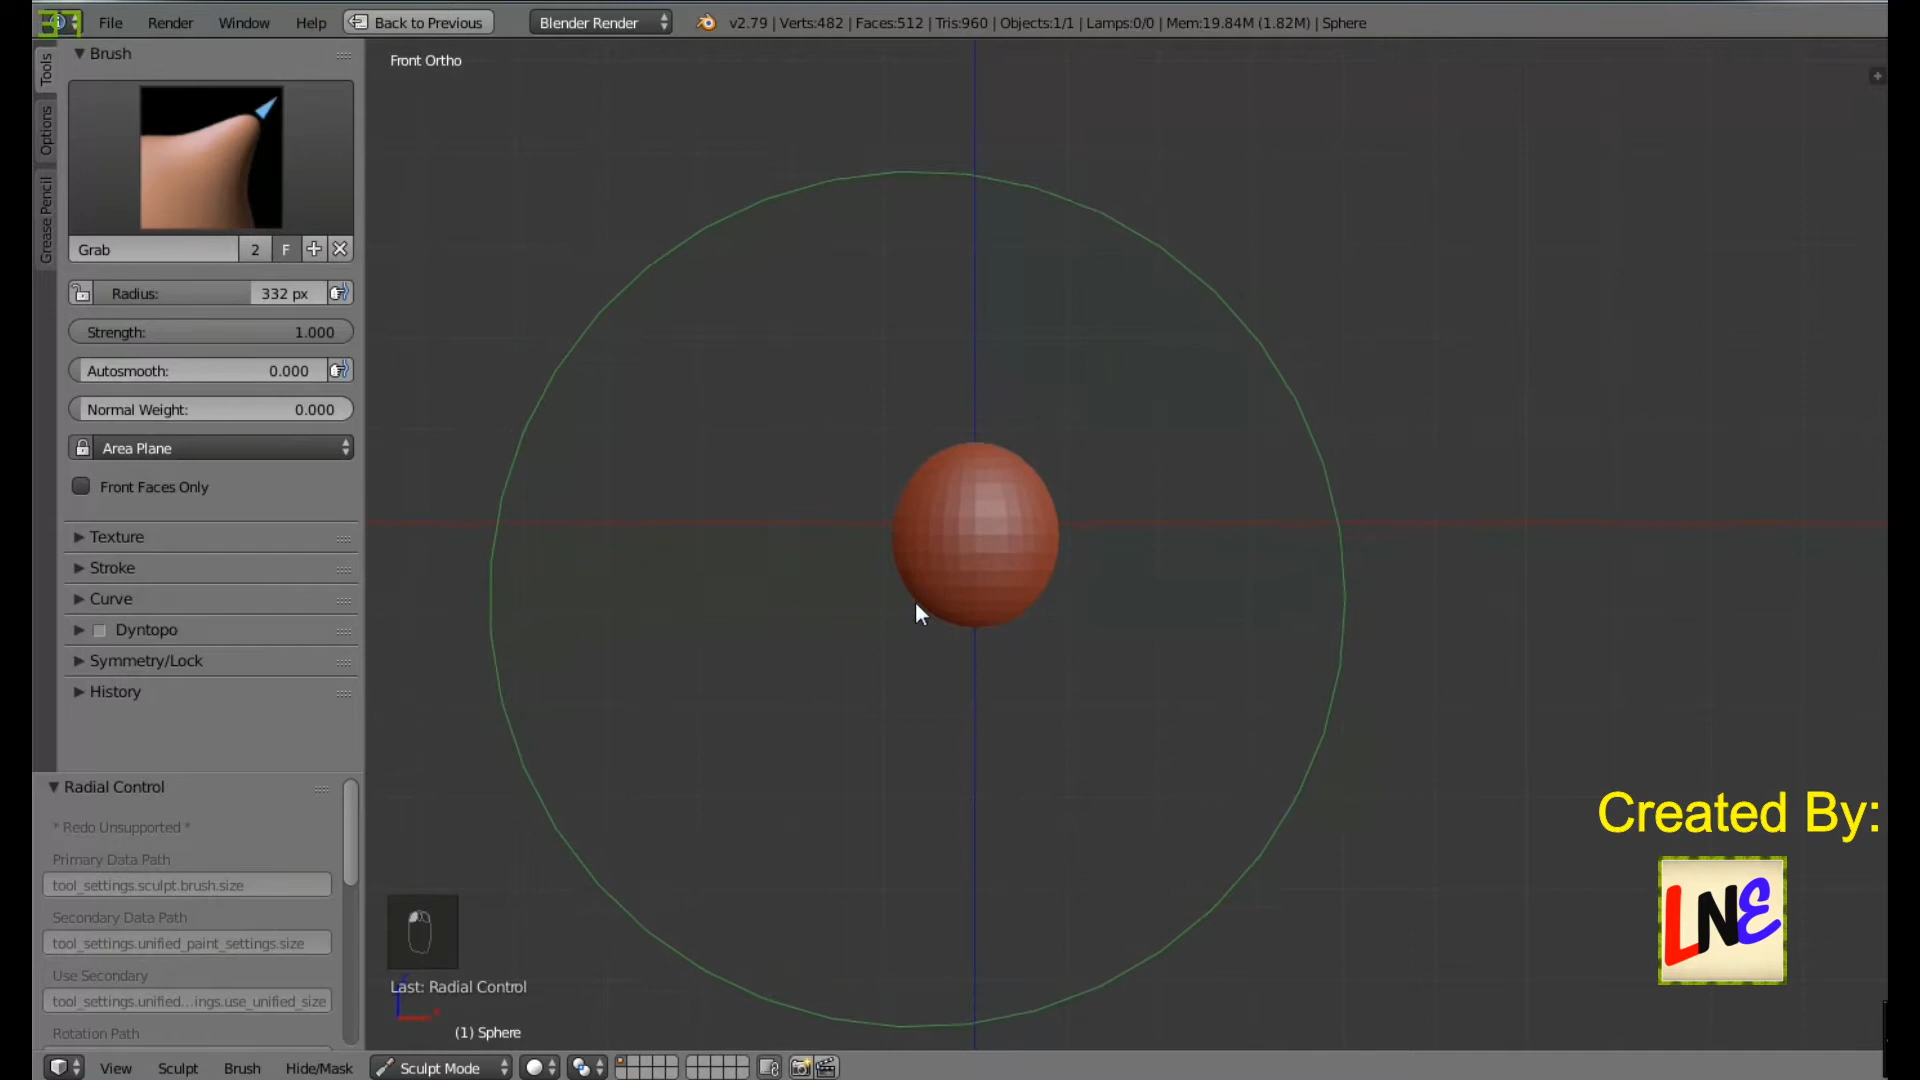 37
File Render Window Help Back to Previous Blender Render v2.79 | Verts:482 | Faces:512 | Tris:960 | Objects:1/1 | Lamps:0/0 | Mem:19.84M (1.82M) | Sphere
Tools
Options
Grease Pencil
Brush
Front Ortho
Grab 2 F
Radius: 332 px
Strength: 1.000
Autosmooth: 0.000
Normal Weight: 0.000
Area Plane
Front Faces Only
Texture
Stroke
Curve
Dyntopo
Symmetry/Lock
History
Radial Control
* Redo Unsupported *
Primary Data Path
tool_settings.sculpt.brush.size
Secondary Data Path
tool_settings.unified_paint_settings.size
Use Secondary
tool_settings.unified...ings.use_unified_size
Rotation Path
Last: Radial Control
(1) Sphere
Created By:
LNE
View Sculpt Brush Hide/Mask Sculpt Mode